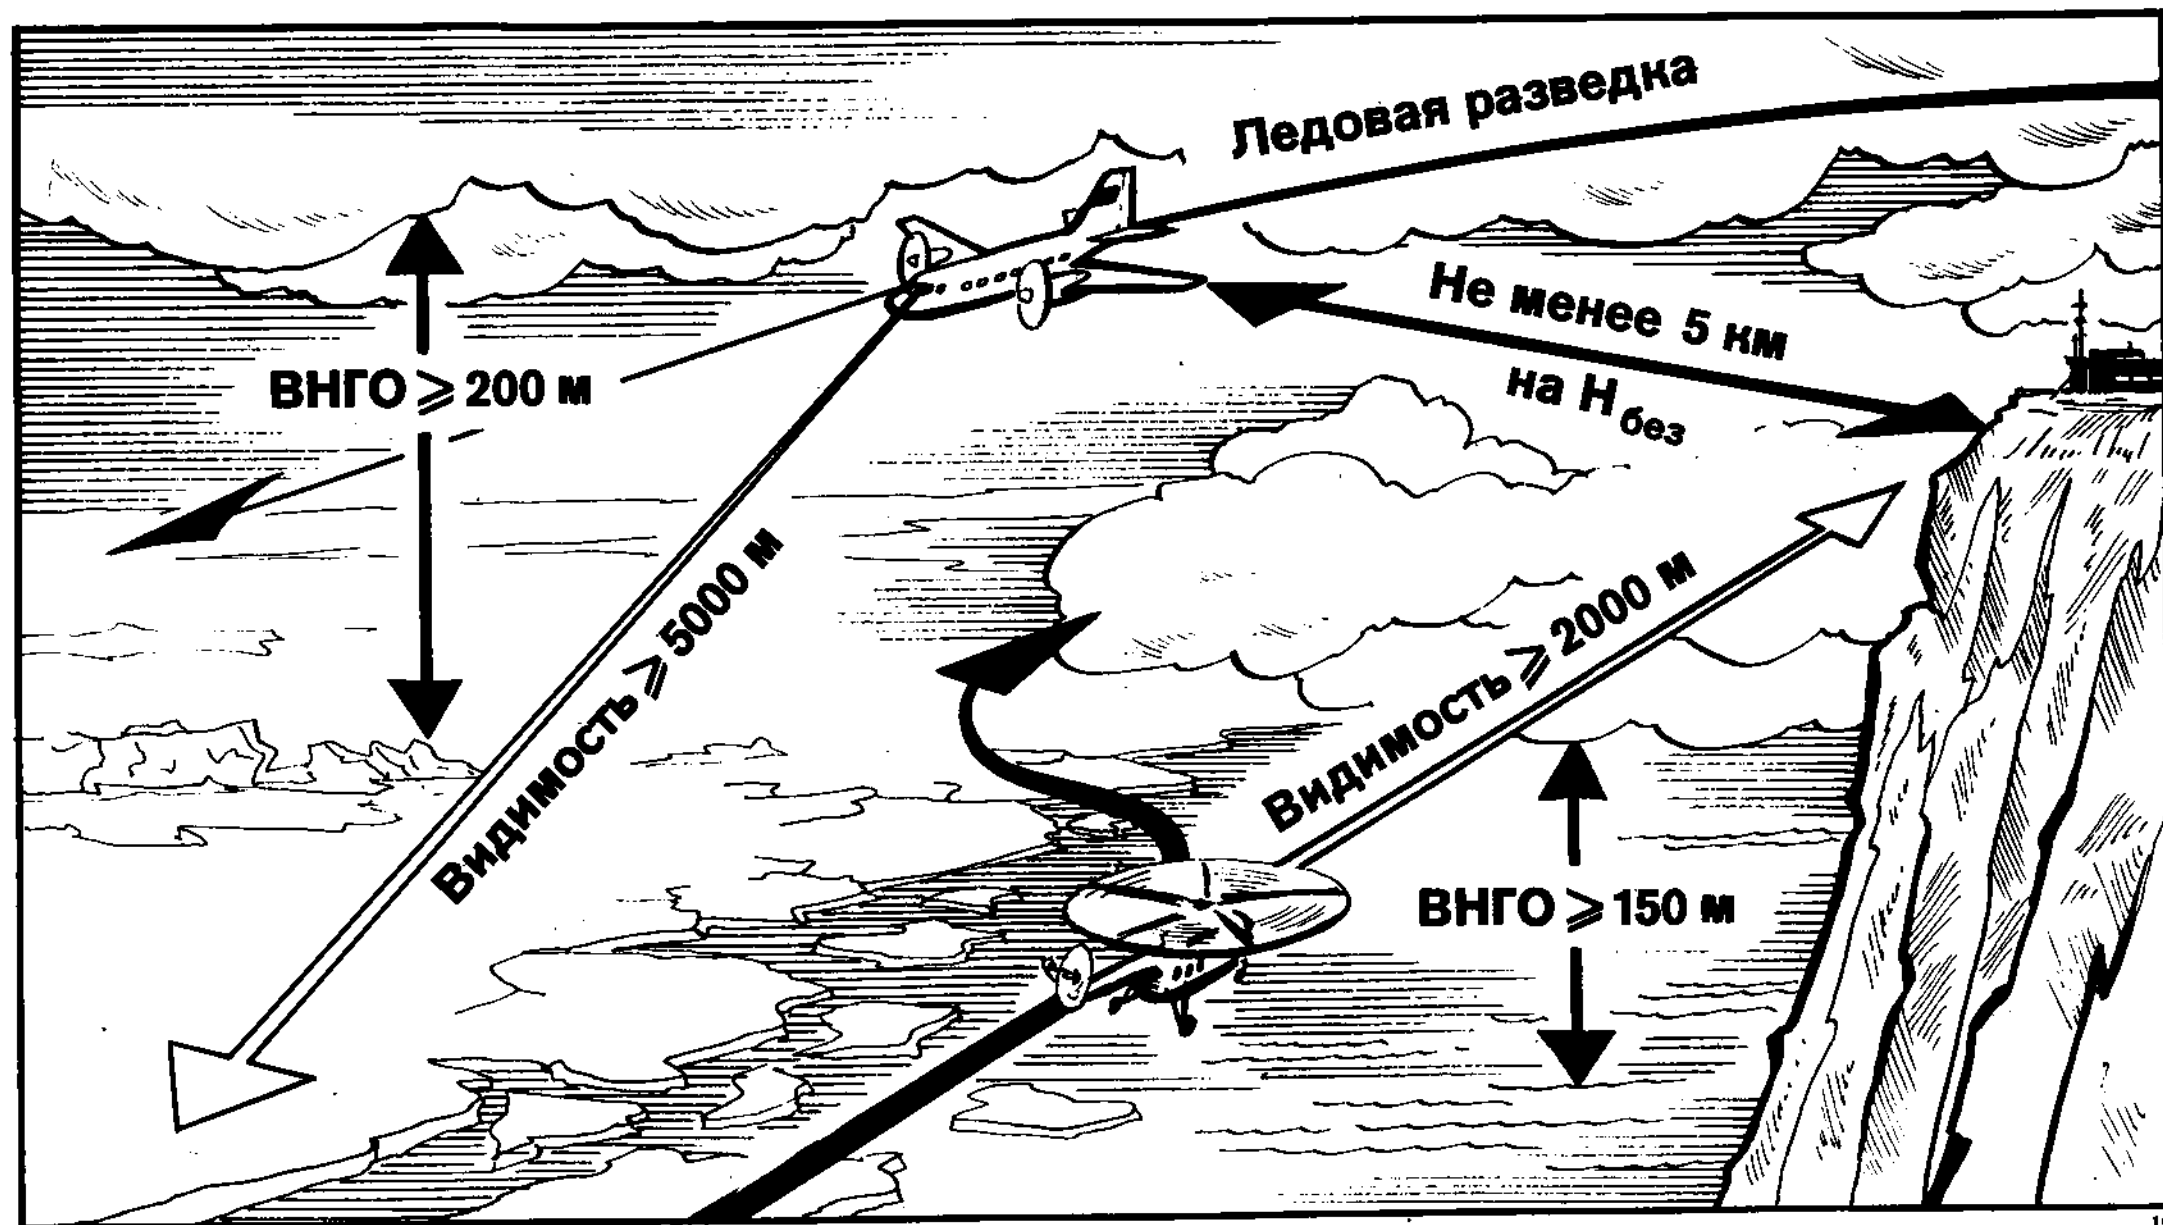 Ледовая разведка
Не менее 5 км
на Н без
ВНГО ⩾ 200 м
Видимость ⩾ 5000 м
Видимость ⩾ 2000 м
ВНГО ⩾ 150 м